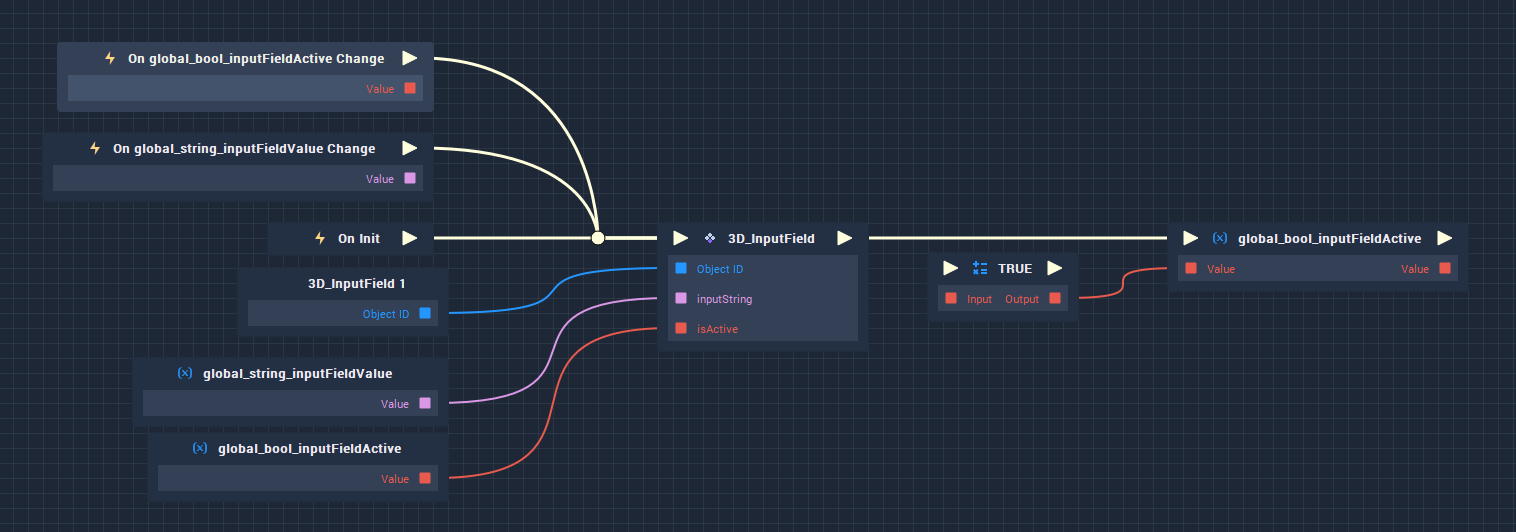 On global_bool_inputFieldActive Change
Value
On global_string_inputFieldValue Change
Value
On Init
3D_InputField 1
Object ID
global_string_inputFieldValue
Value
global_bool_inputFieldActive
Value
3D_InputField
Object ID
inputString
isActive
TRUE
Input Output
global_bool_inputFieldActive
Value Value